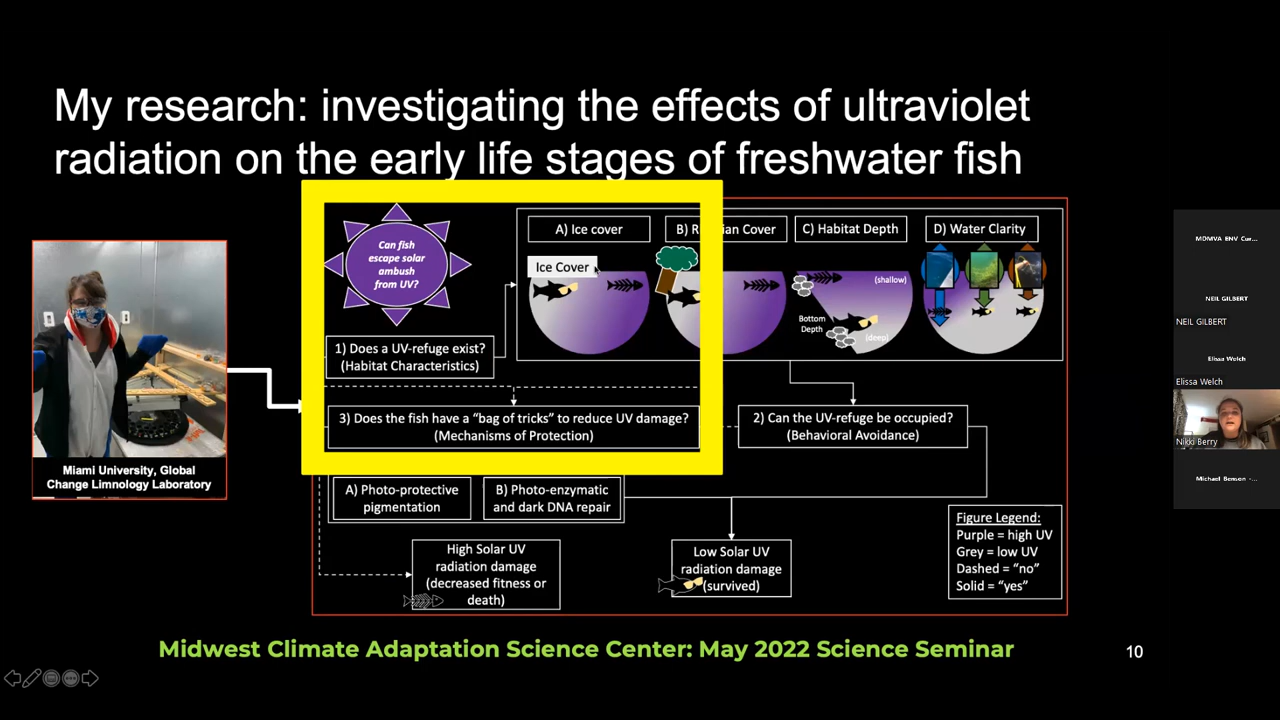 My research: investigating the effects of ultraviolet
radiation on the early life stages of freshwater fish
Can fish
escape solar
ambush
from UV?
A) Ice cover
Ice Cover
C) Habitat Depth
(shallow)
Bottom
Depth
(deep)
D) Water Clarity
1) Does a UV-refuge exist?
(Habitat Characteristics)
3) Does the fish have a “bag of tricks” to reduce UV damage?
(Mechanisms of Protection)
2) Can the UV-refuge be occupied?
(Behavioral Avoidance)
A) Photo-protective
pigmentation
B) Photo-enzymatic
and dark DNA repair
High Solar UV
radiation damage
(decreased fitness or
death)
Low Solar UV
radiation damage
(survived)
Figure Legend:
Purple = high UV
Grey = low UV
Dashed = “no”
Solid = “yes”
Miami University, Global
Change Limnology Laboratory
Midwest Climate Adaptation Science Center: May 2022 Science Seminar
10
MDMVA ENV Cur...
NEIL GILBERT
NEIL GILBERT
Elissa Welch
Elissa Welch
Nikki Berry
Michael Benson -...